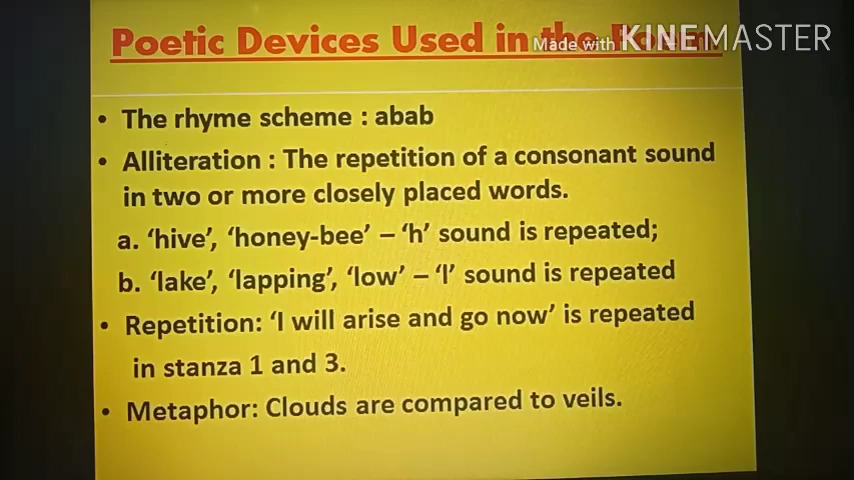 Poetic Devices Used in the Poem
Made with KINEMASTER
• The rhyme scheme : abab
• Alliteration : The repetition of a consonant sound
in two or more closely placed words.
a. ‘hive’, ‘honey-bee’ – ‘h’ sound is repeated;
b. ‘lake’, ‘lapping’, ‘low’ – ‘l’ sound is repeated
• Repetition: ‘I will arise and go now’ is repeated
in stanza 1 and 3.
• Metaphor: Clouds are compared to veils.